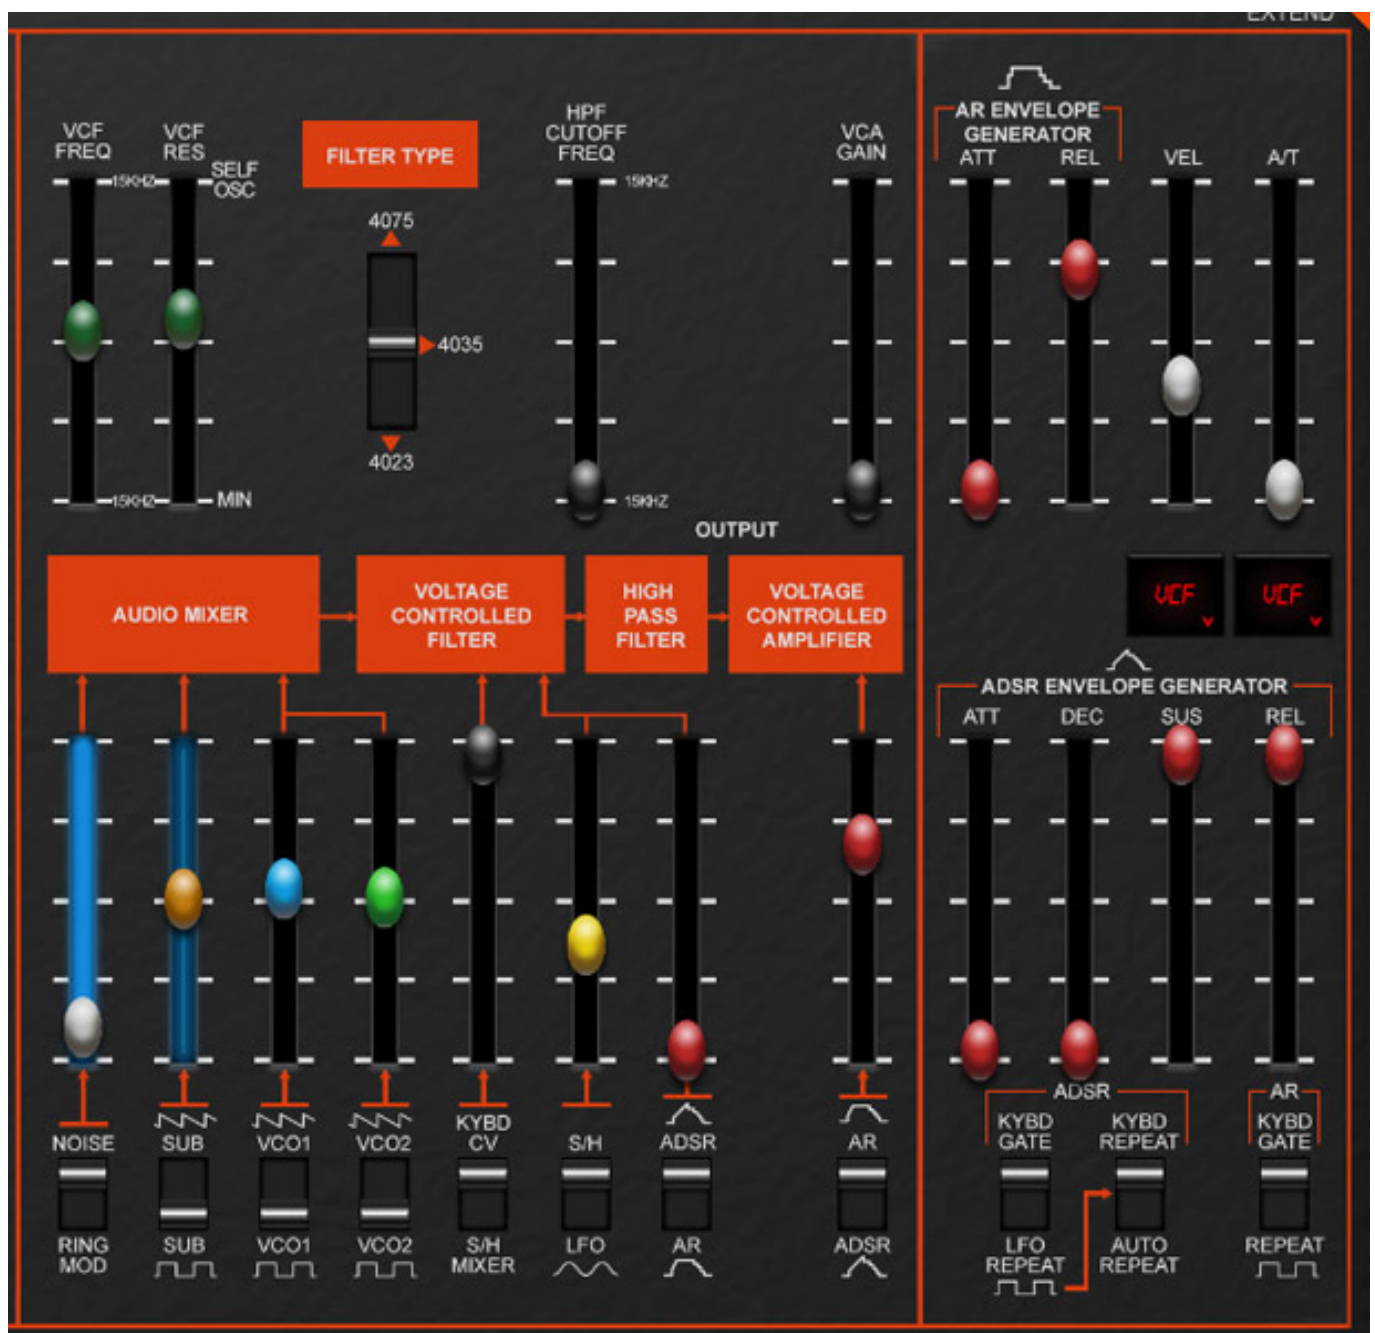 EXTEND
VCF
FREQ
VCF
RES
SELF
OSC
15KHZ
15KHZ
MIN
FILTER TYPE
4075
4035
4023
HPF
CUTOFF
FREQ
15KHZ
15KHZ
VCA
GAIN
OUTPUT
AUDIO MIXER
VOLTAGE
CONTROLLED
FILTER
HIGH
PASS
FILTER
VOLTAGE
CONTROLLED
AMPLIFIER
NOISE
SUB
VCO1
VCO2
KYBD
CV
S/H
ADSR
AR
RING
MOD
SUB
VCO1
VCO2
S/H
MIXER
LFO
AR
ADSR
AR ENVELOPE
GENERATOR
ATT
REL
VEL
A/T
VCF
VCF
ADSR ENVELOPE GENERATOR
ATT
DEC
SUS
REL
ADSR
KYBD
GATE
KYBD
REPEAT
AR
KYBD
GATE
LFO
REPEAT
AUTO
REPEAT
REPEAT